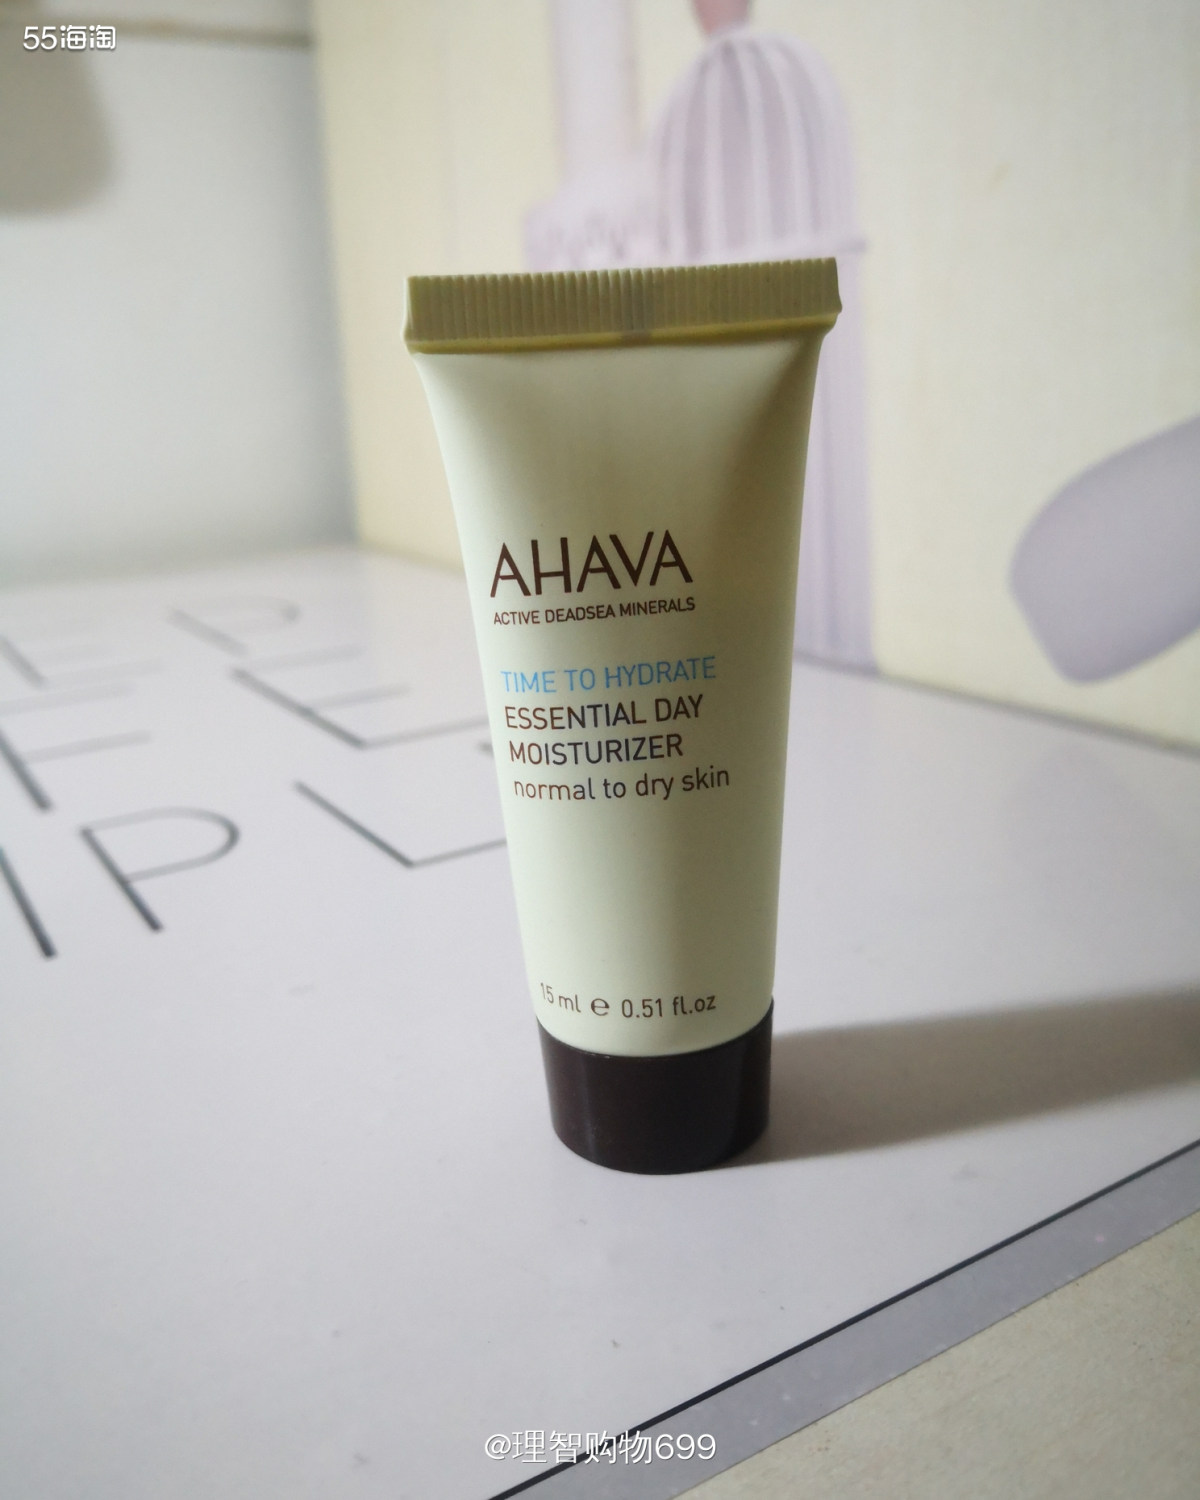 55海淘
AHAVA
ACTIVE DEADSEA MINERALS
TIME TO HYDRATE
ESSENTIAL DAY
MOISTURIZER
normal to dry skin
15 ml e 0.51 fl.oz
@理智购物699